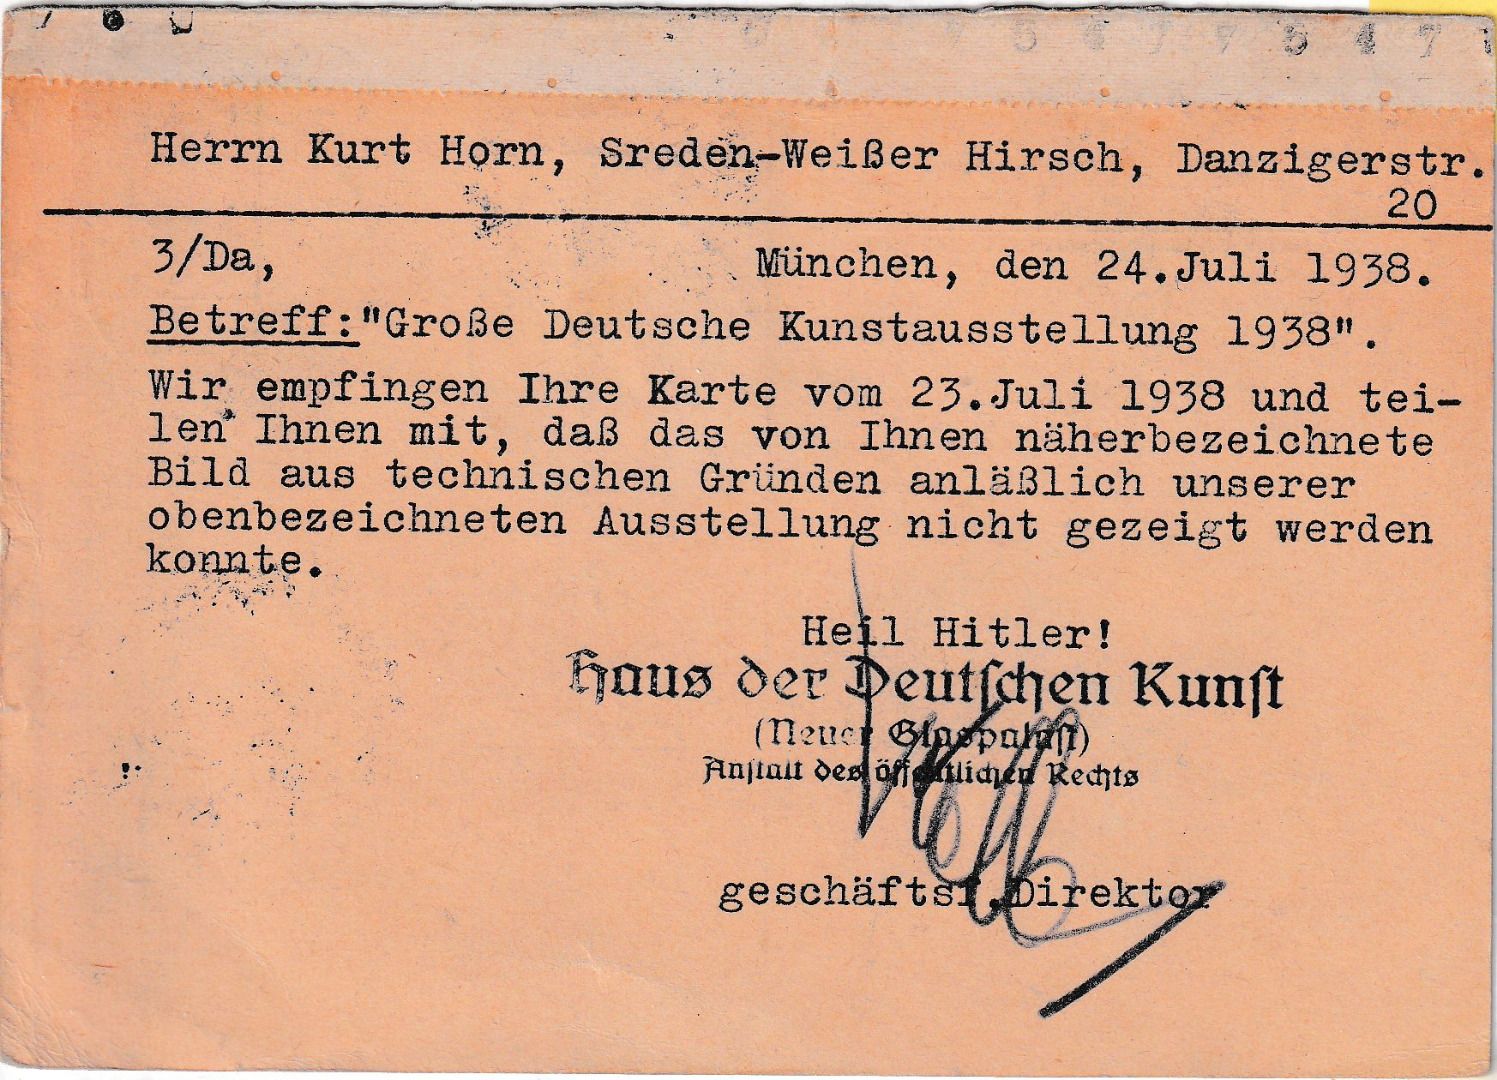 Herrn Kurt Horn, Sreden-Weißer Hirsch, Danzigerstr.
20
3/Da, München, den 24.Juli 1938.
Betreff:"Große Deutsche Kunstausstellung 1938".
Wir empfingen Ihre Karte vom 23.Juli 1938 und tei-
len Ihnen mit, daß das von Ihnen näherbezeichnete
Bild aus technischen Gründen anläßlich unserer
obenbezeichneten Ausstellung nicht gezeigt werden
konnte.
Heil Hitler!
Haus der Deutschen Kunst
(Neuer Glaspalast)
Anstalt des öffentlichen Rechts
geschäftsf.Direktor